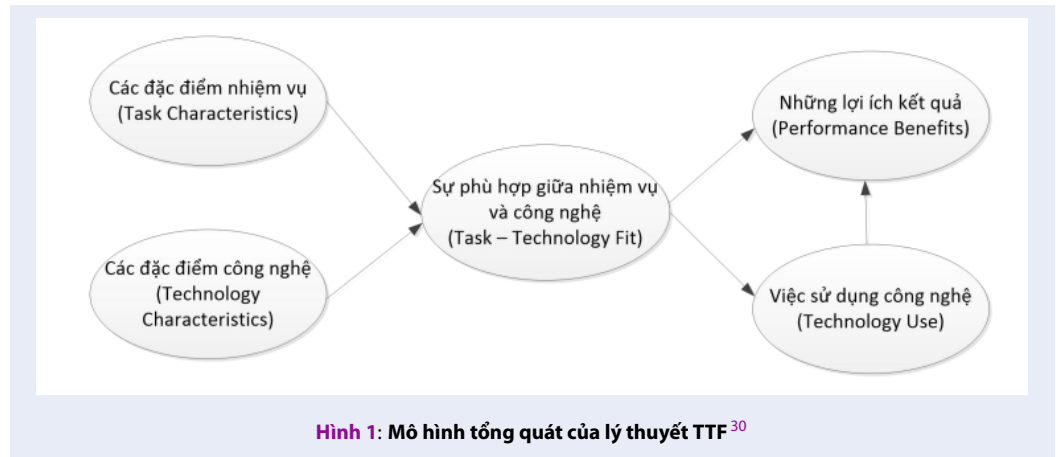 Các đặc điểm nhiệm vụ
(Task Characteristics)
Các đặc điểm công nghệ
(Technology
Characteristics)
Sự phù hợp giữa nhiệm vụ
và công nghệ
(Task – Technology Fit)
Những lợi ích kết quả
(Performance Benefits)
Việc sử dụng công nghệ
(Technology Use)
Hình 1: Mô hình tổng quát của lý thuyết TTF 30